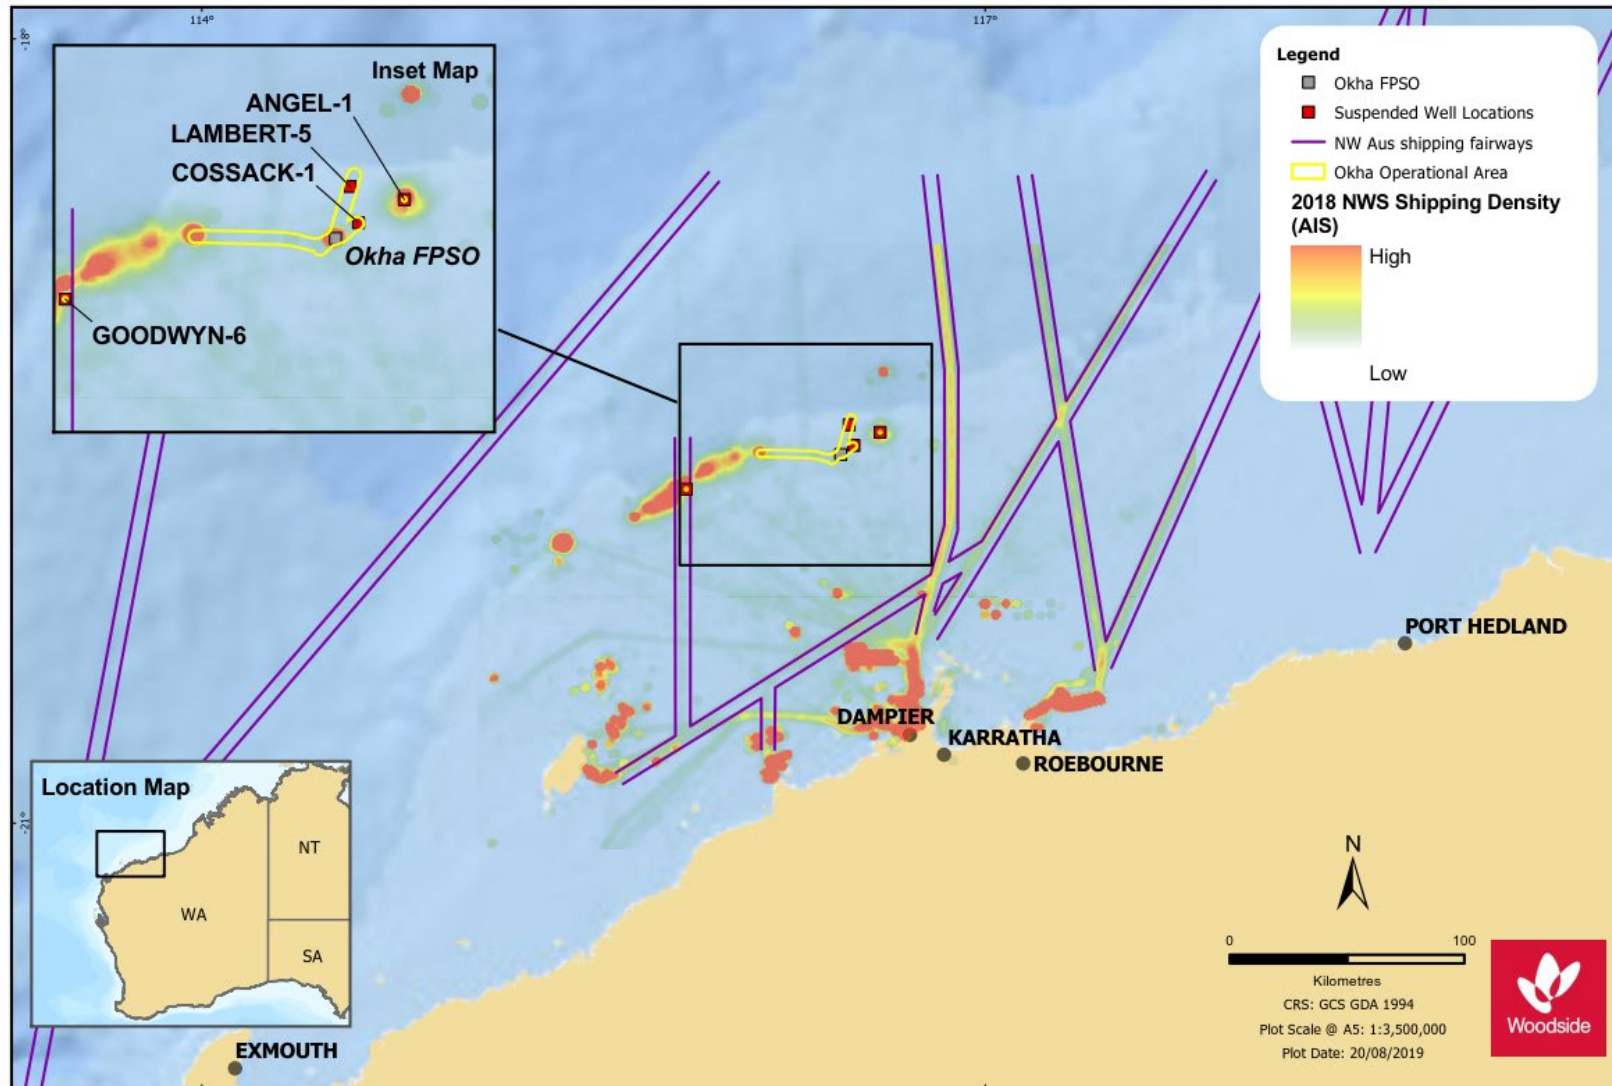 114°
117°
-18°
Inset Map
ANGEL-1
LAMBERT-5
COSSACK-1
Okha FPSO
GOODWYN-6
Legend
Okha FPSO
Suspended Well Locations
NW Aus shipping fairways
Okha Operational Area
2018 NWS Shipping Density
(AIS)
High
Low
PORT HEDLAND
DAMPIER
KARRATHA
ROEBOURNE
-21°
Location Map
NT
WA
SA
EXMOUTH
N
0 100
Kilometres
CRS: GCS GDA 1994
Plot Scale @ A5: 1:3,500,000
Plot Date: 20/08/2019
Woodside